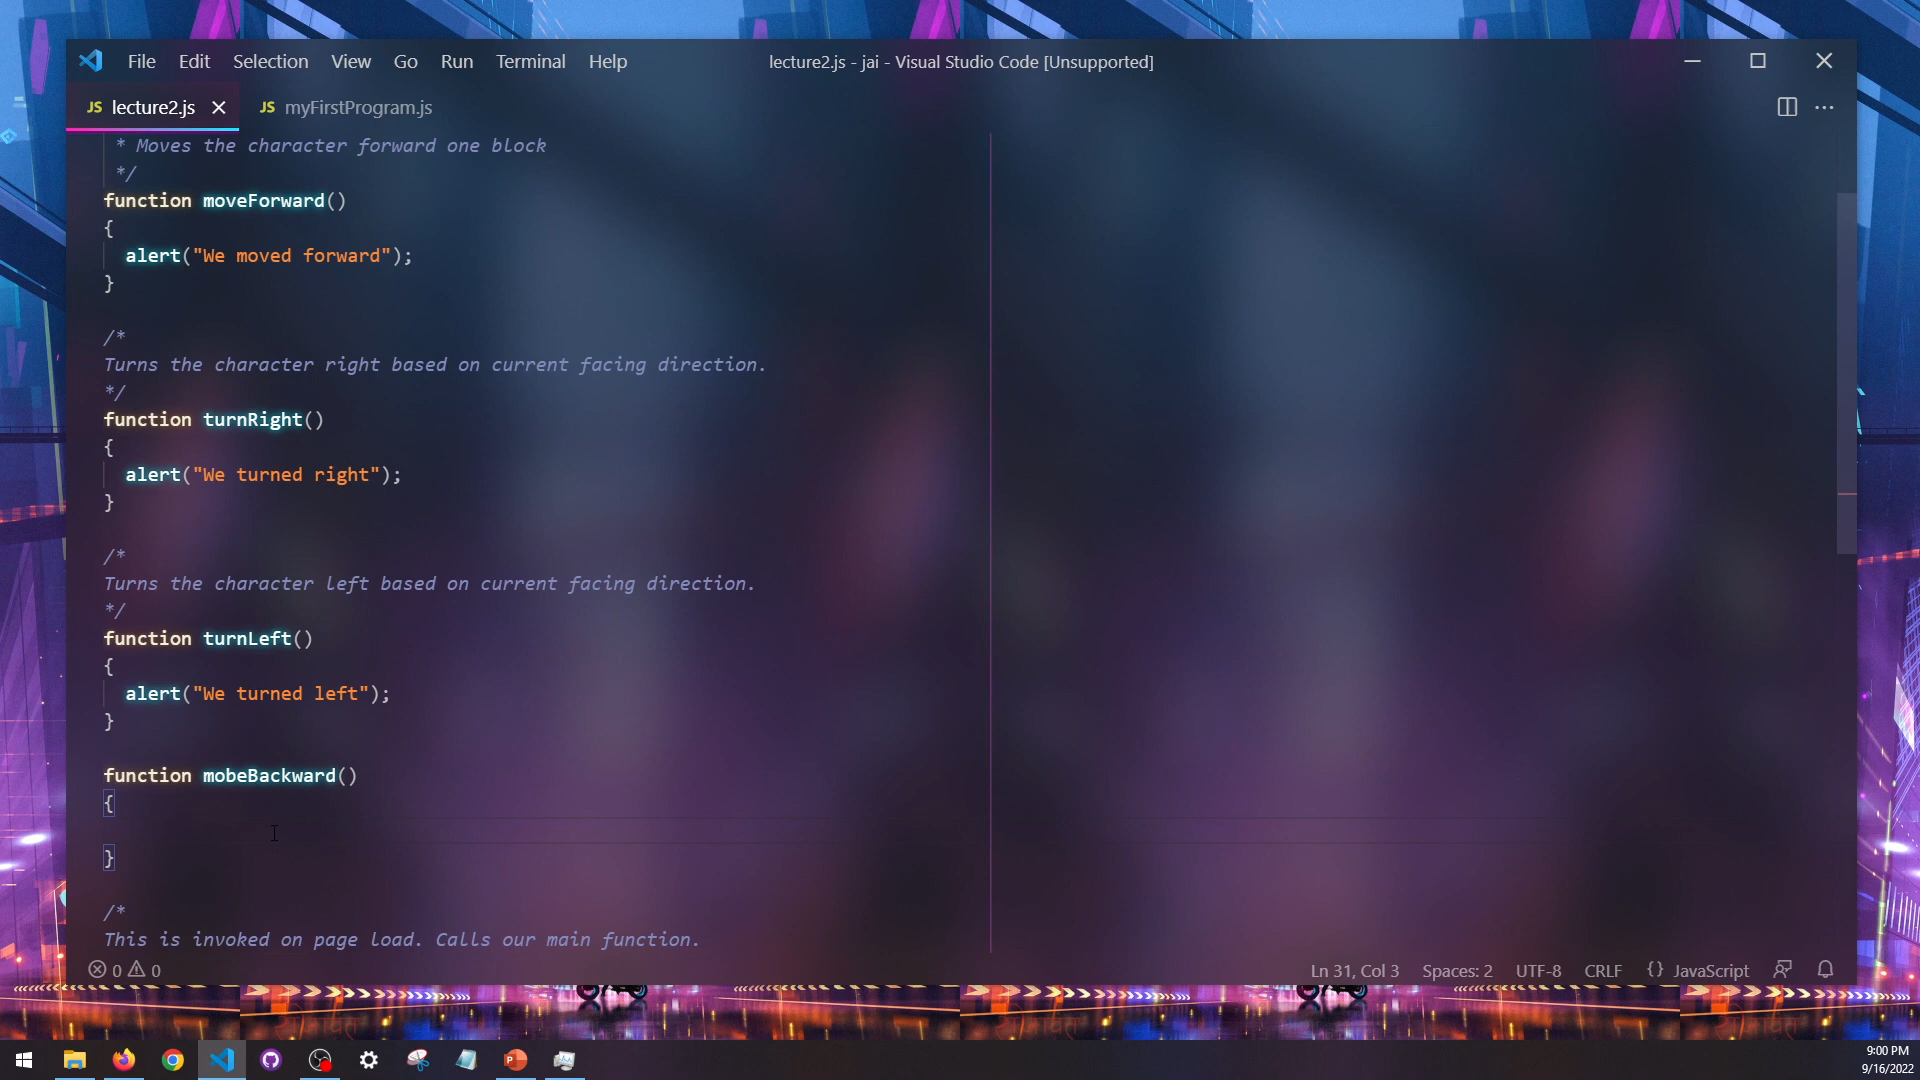 File Edit Selection View Go Run Terminal Help lecture2.js - jai - Visual Studio Code [Unsupported]
JS lecture2.js JS myFirstProgram.js
* Moves the character forward one block
*/
function moveForward()
{
alert("We moved forward");
}
/*
Turns the character right based on current facing direction.
*/
function turnRight()
{
alert("We turned right");
}
/*
Turns the character left based on current facing direction.
*/
function turnLeft()
{
alert("We turned left");
}
function mobeBackward()
{
}
/*
This is invoked on page load. Calls our main function.
0 0 Ln 31, Col 3 Spaces: 2 UTF-8 CRLF {} JavaScript
9:00 PM
9/16/2022